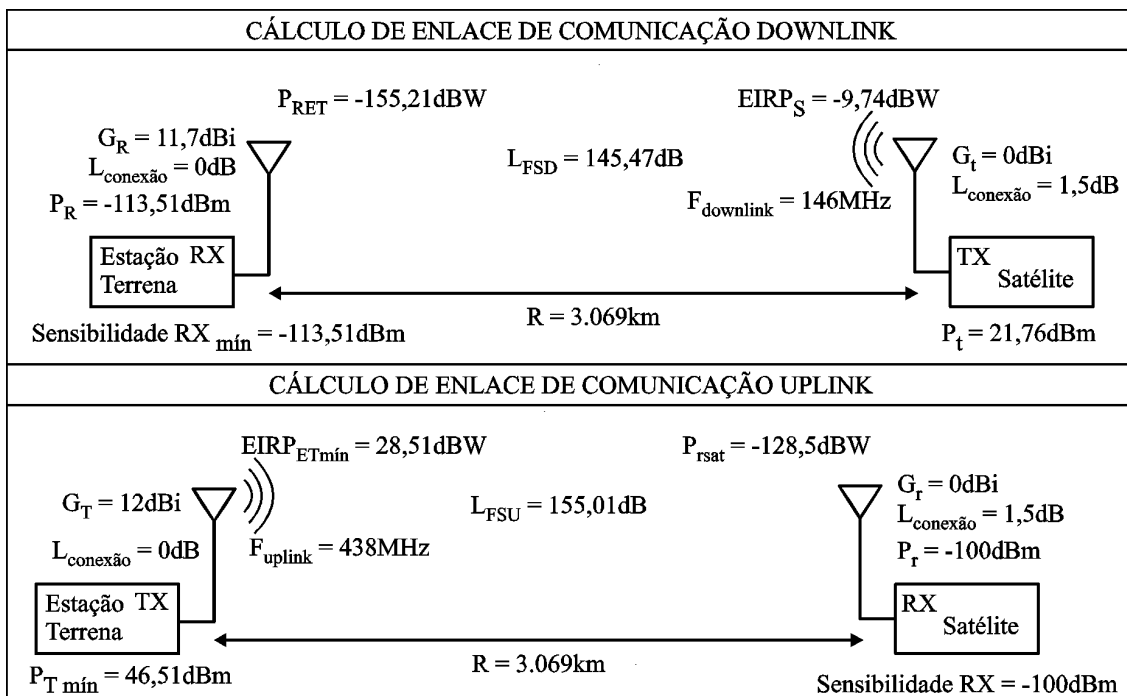 CÁLCULO DE ENLACE DE COMUNICAÇÃO DOWNLINK
P_RET = -155,21dBW
EIRP_S = -9,74dBW
G_R = 11,7dBi
L_conexão = 0dB
P_R = -113,51dBm
L_FSD = 145,47dB
G_t = 0dBi
L_conexão = 1,5dB
F_downlink = 146MHz
Estação RX
Terrena
TX
Satélite
R = 3.069km
Sensibilidade RX mín = -113,51dBm
P_t = 21,76dBm
CÁLCULO DE ENLACE DE COMUNICAÇÃO UPLINK
EIRP_ETmín = 28,51dBW
P_rsat = -128,5dBW
G_T = 12dBi
L_FSU = 155,01dB
G_r = 0dBi
L_conexão = 1,5dB
L_conexão = 0dB
F_uplink = 438MHz
P_r = -100dBm
Estação TX
Terrena
RX
Satélite
R = 3.069km
P_T mín = 46,51dBm
Sensibilidade RX = -100dBm